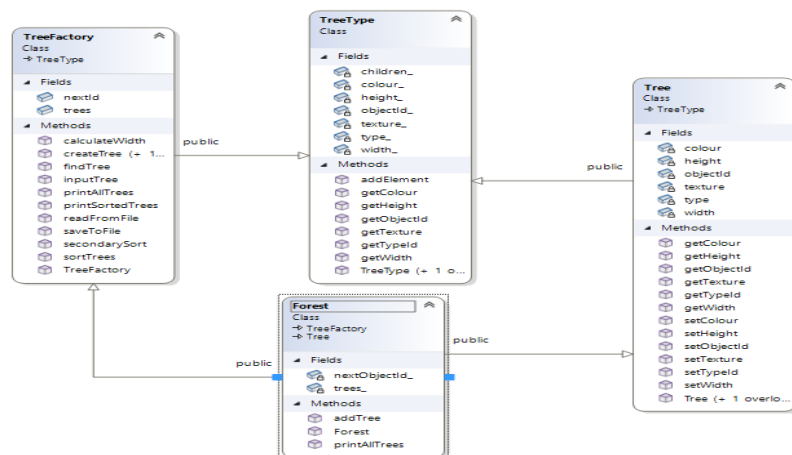 TreeFactory
Class
TreeType
Fields
nextId
trees
Methods
calculateWidth
createTree (+ 1...
findTree
inputTree
printAllTrees
printSortedTrees
readFromFile
saveToFile
secondarySort
sortTrees
TreeFactory
public
TreeType
Class
Fields
children_
colour_
height_
objectId_
texture_
type_
width_
Methods
addElement
getColour
getHeight
getObjectId
getTexture
getTypeId
getWidth
TreeType (+ 1 o...
public
Tree
Class
TreeType
Fields
colour
height
objectId
texture
type
width
Methods
getColour
getHeight
getObjectId
getTexture
getTypeId
getWidth
setColour
setHeight
setObjectId
setTexture
setTypeId
setWidth
Tree (+ 1 overlo...
public
Forest
Class
TreeFactory
Tree
Fields
nextObjectId_
trees_
Methods
addTree
Forest
printAllTrees
public